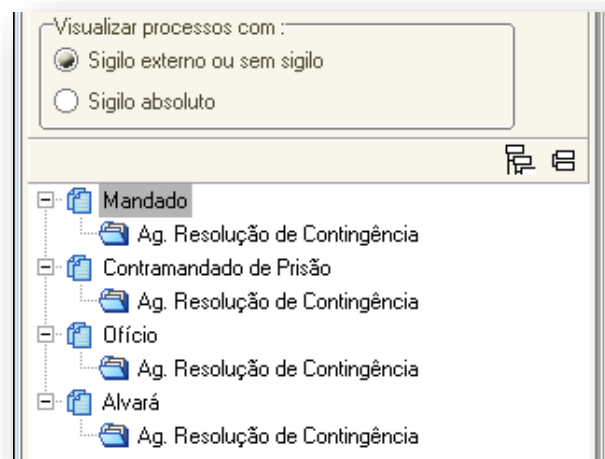 Visualizar processos com :
Sigilo externo ou sem sigilo
Sigilo absoluto
Mandado
Ag. Resolução de Contingência
Contramandado de Prisão
Ag. Resolução de Contingência
Ofício
Ag. Resolução de Contingência
Alvará
Ag. Resolução de Contingência